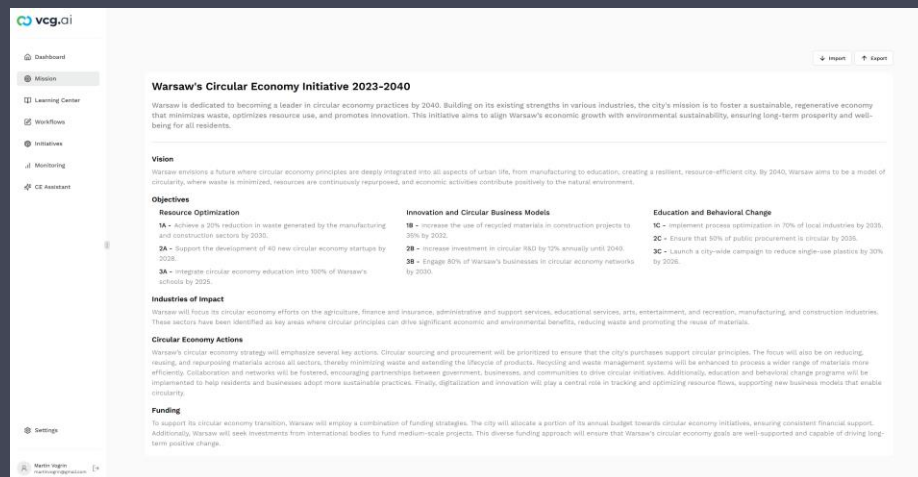 vcg.ai
Dashboard
Mission
Learning Center
Workflows
Initiatives
Monitoring
CE Assistant
Settings
Martin Vogrin
Import
Export
Warsaw's Circular Economy Initiative 2023-2040
Warsaw is dedicated to becoming a leader in circular economy practices by 2040. Building on its existing strengths in various industries, the city's mission is to foster a sustainable, regenerative economy
that minimizes waste, optimizes resource use, and promotes innovation. This initiative aims to align Warsaw's economic growth with environmental sustainability, ensuring long-term prosperity and well-
being for all residents.
Vision
Warsaw envisions a future where circular economy principles are deeply integrated into all aspects of urban life, from manufacturing to education, creating a resilient, resource-efficient city. By 2040, Warsaw aims to be a model of
circularity, where waste is minimized, resources are continuously repurposed, and economic activities contribute positively to the natural environment.
Objectives
Resource Optimization
1A - Achieve a 20% reduction in waste generated by the manufacturing
and construction sectors by 2030.
2A - Support the development of 40 new circular economy startups by
2028.
3A - Integrate circular economy education into 100% of Warsaw's
schools by 2025.
Innovation and Circular Business Models
1B - Increase the use of recycled materials in construction projects to
35% by 2032.
2B - Increase investment in circular R&D by 12% annually until 2040.
3B - Engage 80% of Warsaw's businesses in circular economy networks
by 2030.
Education and Behavioral Change
1C - Implement process optimization in 70% of local industries by 2035.
2C - Ensure that 50% of public procurement is circular by 2035.
3C - Launch a city-wide campaign to reduce single-use plastics by 30%
by 2026.
Industries of Impact
Warsaw will focus its circular economy efforts on the agriculture, finance and insurance, administrative and support services, educational services, arts, entertainment, and recreation, manufacturing, and construction industries.
These sectors have been identified as key areas where circular principles can drive significant economic and environmental benefits, reducing waste and promoting the reuse of materials.
Circular Economy Actions
Warsaw's circular economy strategy will emphasize several key actions. Circular sourcing and procurement will be prioritized to ensure that the city's purchases support circular principles. The focus will also be on reducing,
reusing, and repurposing materials across all sectors, thereby minimizing waste and extending the lifecycle of products. Recycling and waste management systems will be enhanced to process a wider range of materials more
efficiently. Collaboration and networks will be fostered, encouraging partnerships between government, businesses, and communities to drive circular initiatives. Additionally, education and behavioral change programs will be
implemented to help residents and businesses adopt more sustainable practices. Finally, digitalization and innovation will play a central role in tracking and optimizing resource flows, supporting new business models that enable
circularity.
Funding
To support its circular economy transition, Warsaw will employ a combination of funding strategies. The city will allocate a portion of its annual budget towards circular economy initiatives, ensuring consistent financial support.
Additionally, Warsaw will seek investments from international bodies to fund medium-scale projects. This diverse funding approach will ensure that Warsaw's circular economy goals are well-supported and capable of driving long-
term positive change.